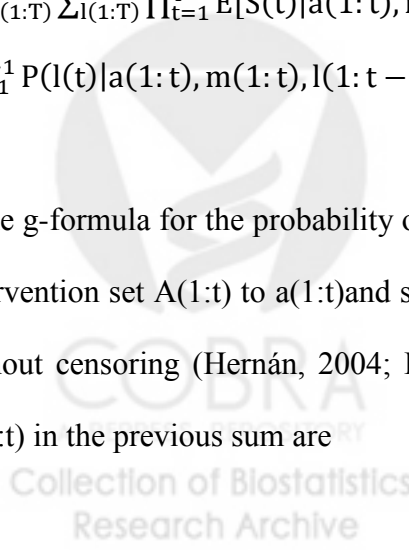 (1:T) ∑l(1:T) ∏t=1 E[S(t)|a(1:t),
P(l(t)|a(1: t), m(1: t), l(1: t −
e g-formula for the probability
rvention set A(1:t) to a(1:t)and
out censoring (Hernán, 2004;
:t) in the previous sum are
COBRA
REPOSITORY
Collection of Biostatistics
Research Archive